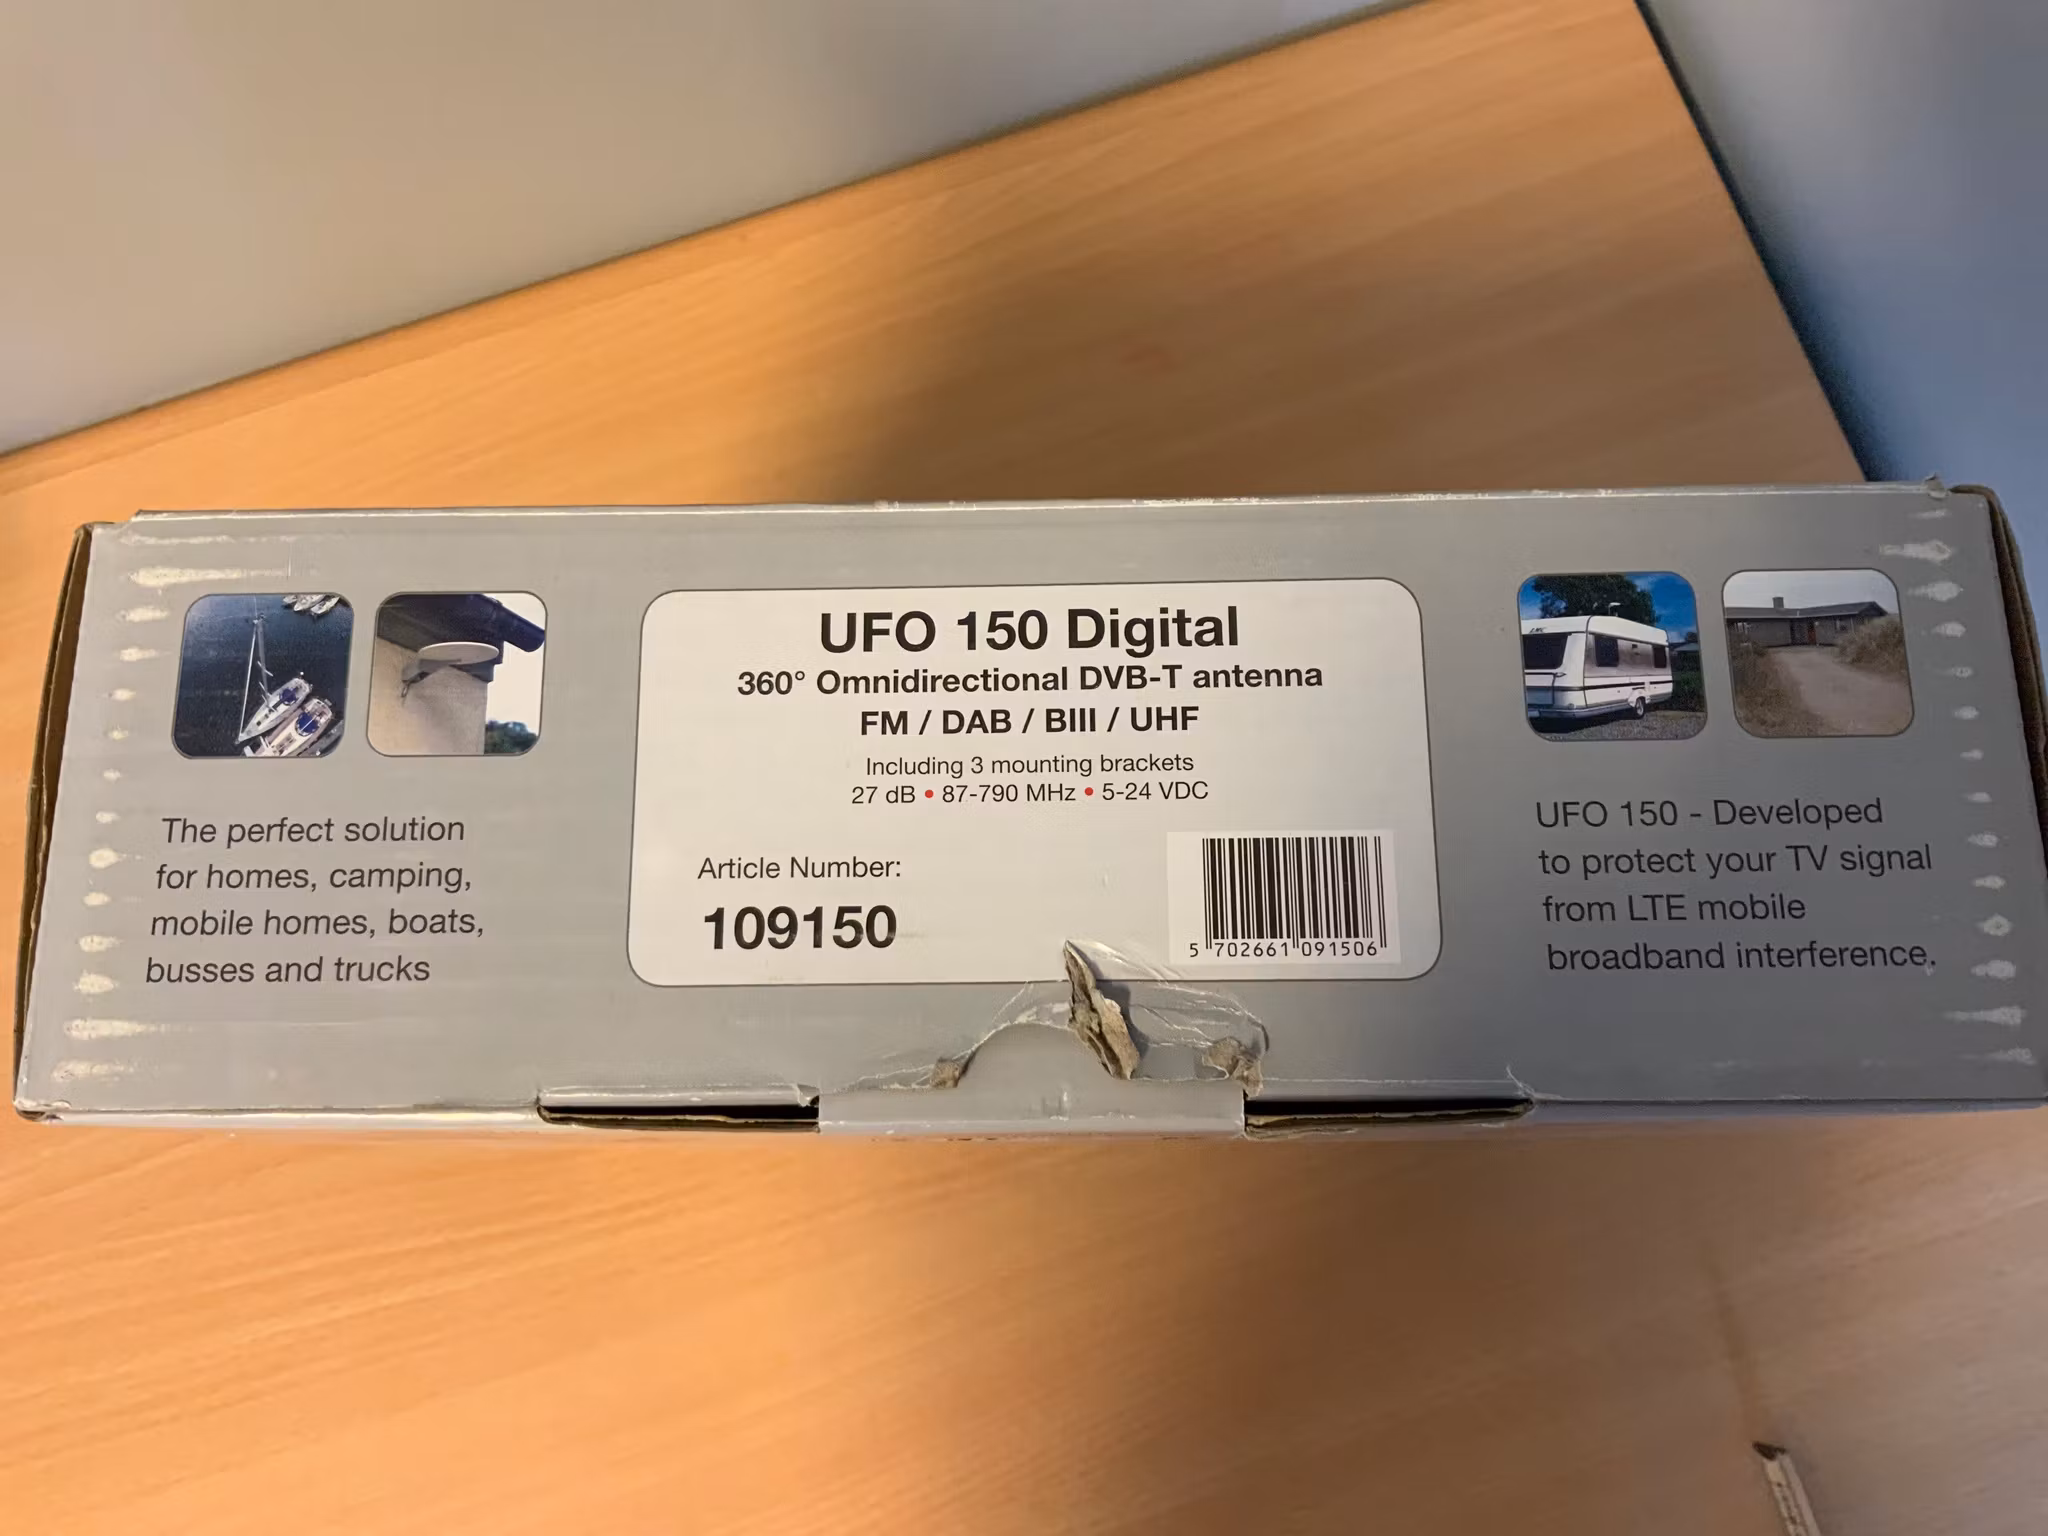 UFO 150 Digital
360° Omnidirectional DVB-T antenna
FM / DAB / BIII / UHF
Including 3 mounting brackets
27 dB • 87-790 MHz • 5-24 VDC
Article Number:
109150
5 702661 091506
The perfect solution
for homes, camping,
mobile homes, boats,
busses and trucks
UFO 150 - Developed
to protect your TV signal
from LTE mobile
broadband interference.